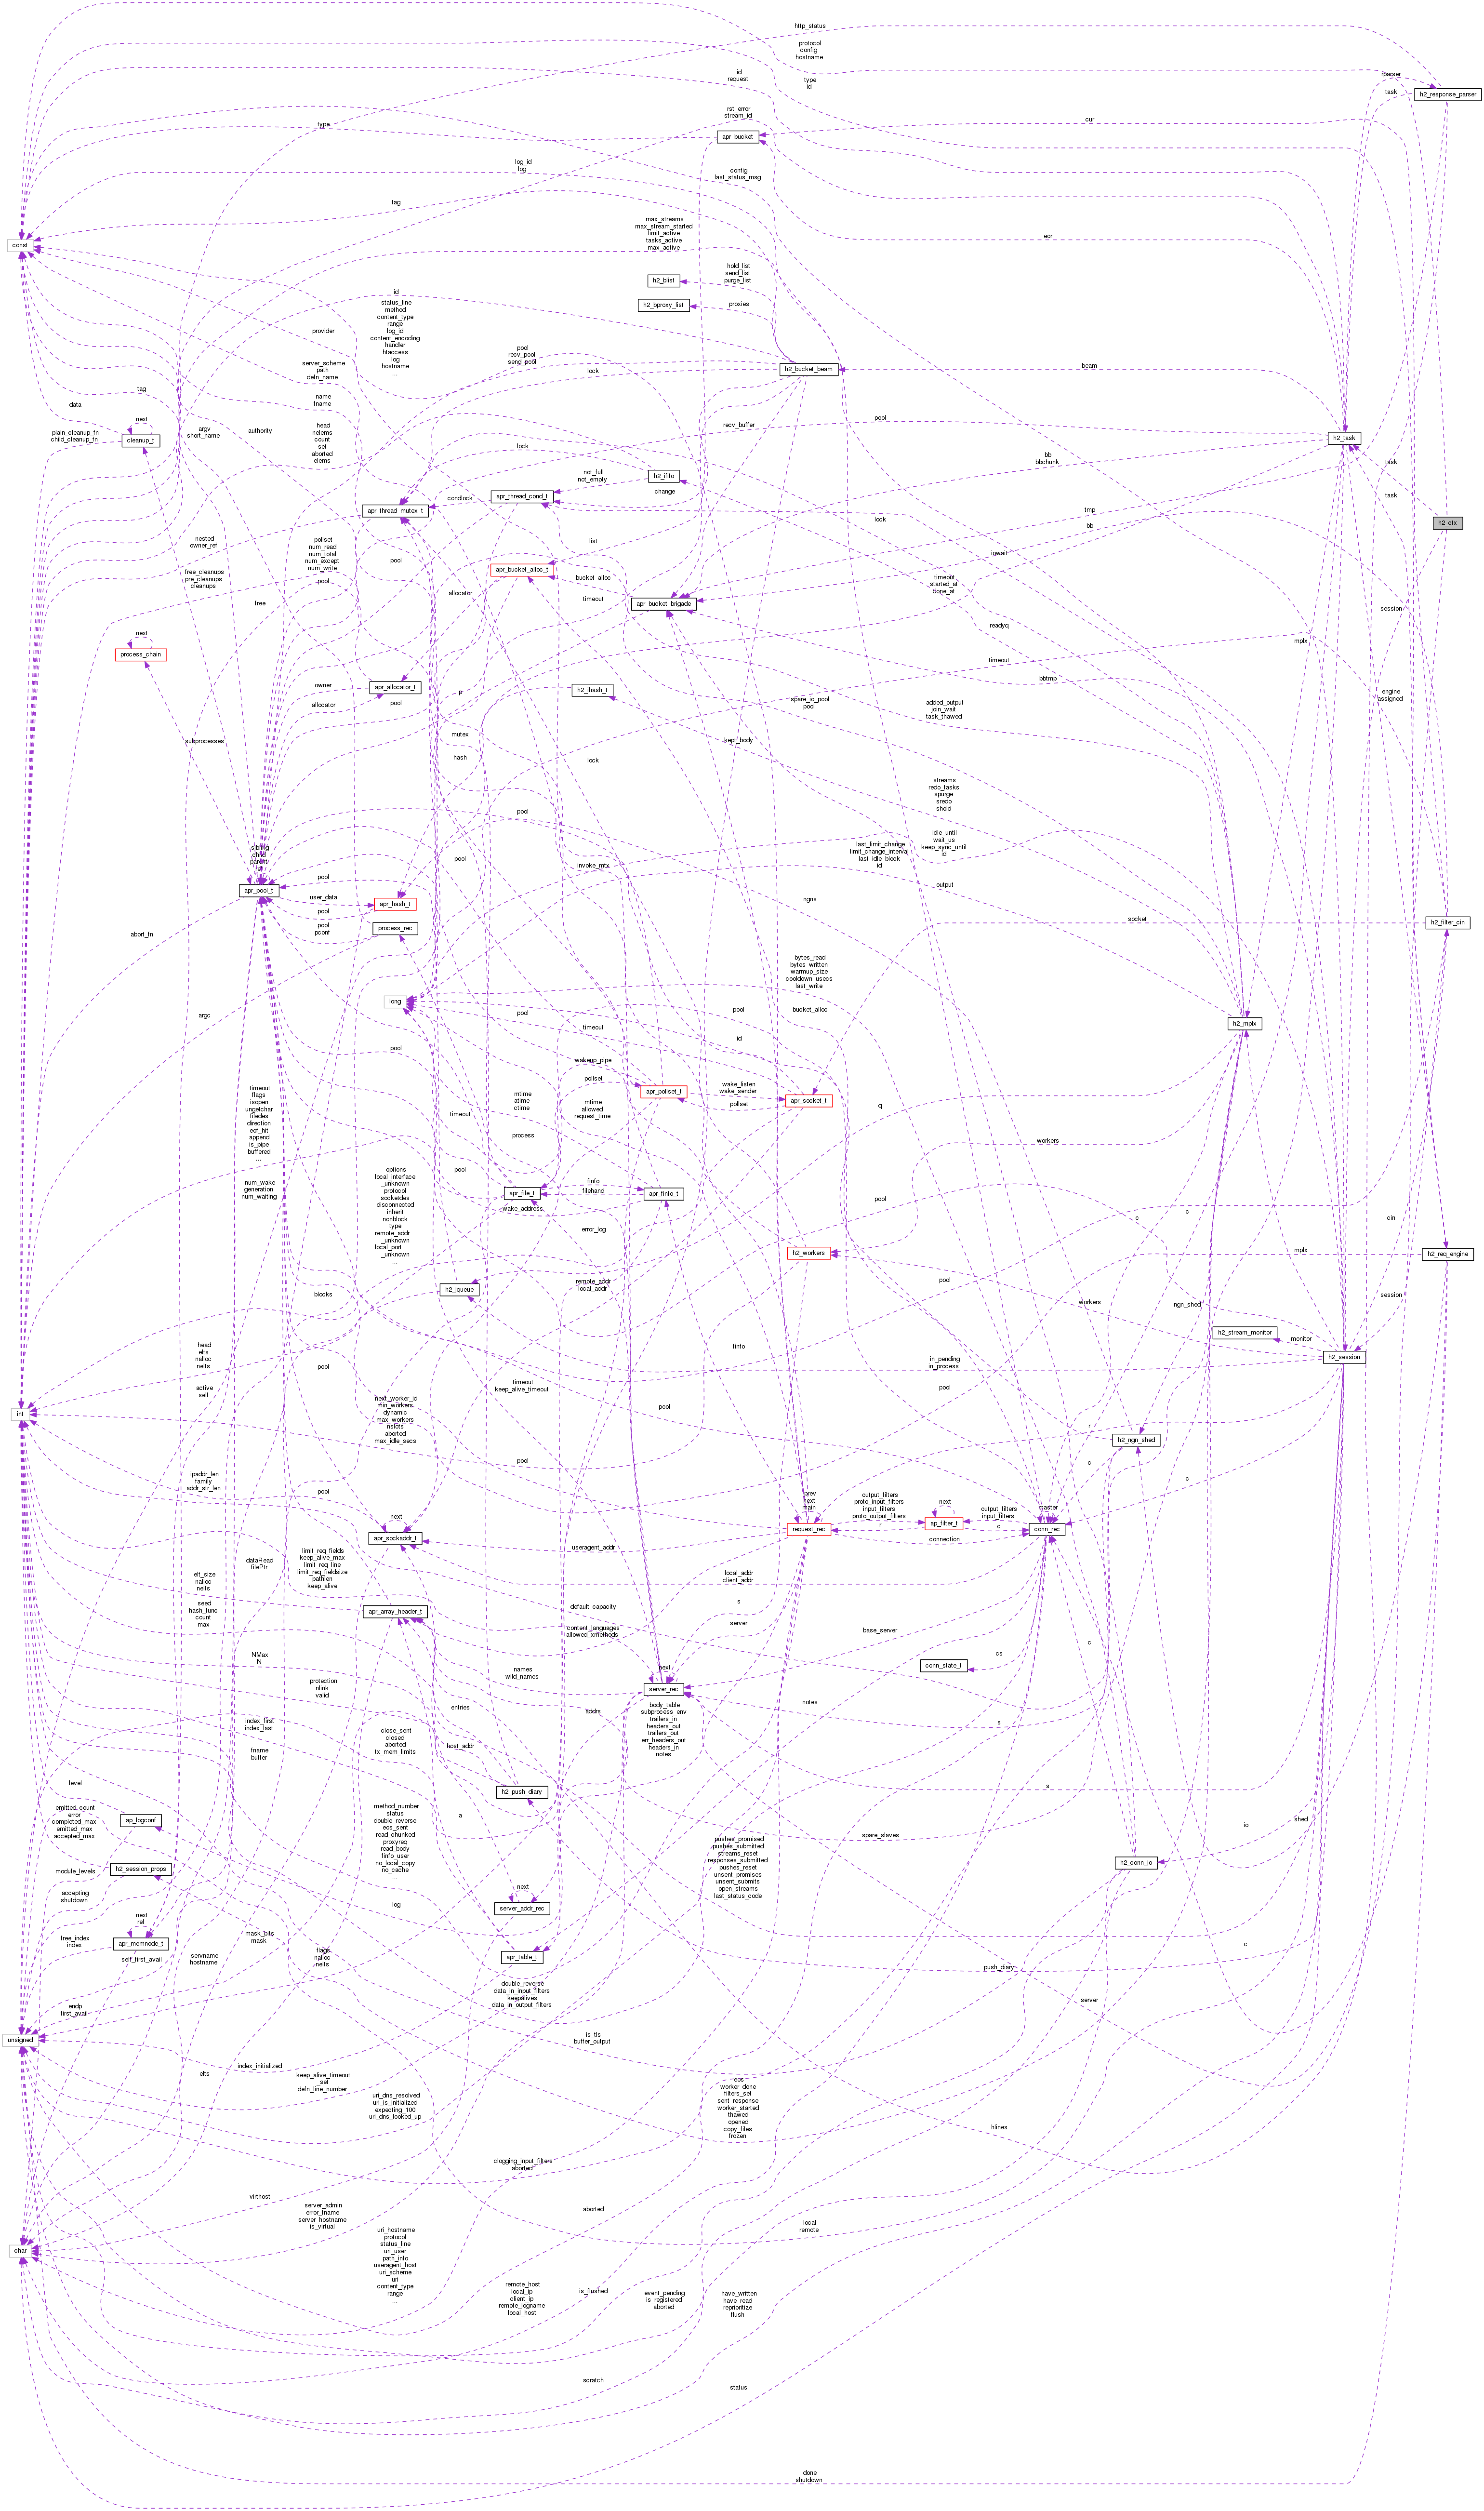 http_status
protocol
config
hostname
rparser
id
request
type
id
task
h2_response_parser
rst_error
stream_id
cur
type
apr_bucket
log_id
log
config
last_status_msg
tag
max_streams
max_stream_started
limit_active
tasks_active
max_active
eor
const
hold_list
send_list
purge_list
h2_blist
id
proxies
h2_bproxy_list
status_line
method
content_type
range
log_id
content_encoding
handler
htaccess
log
hostname
...
provider
pool
recv_pool
send_pool
server_scheme
path
defn_name
lock
h2_bucket_beam
beam
tag
name
fname
data
next
cleanup_t
plain_cleanup_fn
child_cleanup_fn
argv
short_name
authority
head
nelems
count
set
aborted
elems
recv_buffer
pool
h2_task
lock
bb
bbchunk
task
h2_ififo
not_full
not_empty
change
apr_thread_cond_t
condlock
apr_thread_mutex_t
tmp
task
h2_ctx
lock
bb
nested
owner_ref
pollset
num_read
num_total
num_except
num_write
pool
list
iowait
session
free_cleanups
pre_cleanups
cleanups
free
allocator
apr_bucket_alloc_t
bucket_alloc
timeout
started_at
done_at
timeout
apr_bucket_brigade
readyq
mplx
next
process_chain
timeout
owner
apr_allocator_t
p
h2_ihash_t
bbtmp
engine
assigned
allocator
pool
spare_io_pool
pool
added_output
join_wait
task_thawed
subprocesses
mutex
kept_body
hash
lock
streams
redo_tasks
spurge
sredo
shold
pool
idle_until
wait_us
keep_sync_until
id
sibling
child
parent
last_limit_change
limit_change_interval
last_idle_block
id
pool
invoke_mtx
apr_pool_t
user_data
apr_hash_t
pool
ngns
output
pool
process_rec
pool
pconf
socket
h2_filter_cin
abort_fn
long
bytes_read
bytes_written
warmup_size
cooldown_usecs
last_write
argc
pool
bucket_alloc
pool
timeout
id
h2_mplx
pool
wakeup_pipe
pollset
apr_pollset_t
wake_listen
wake_sender
pollset
apr_socket_t
q
timeout
flags
isopen
ungetchar
filedes
direction
eof_hit
append
is_pipe
buffered
...
mtime
atime
ctime
mtime
allowed
request_time
timeout
process
workers
pool
options
local_interface
_unknown
protocol
socketdes
disconnected
inherit
nonblock
type
remote_addr
_unknown
local_port
_unknown
...
num_wake
generation
num_waiting
apr_file_t
finfo
filehand
apr_finfo_t
wake_address
pool
c
c
cin
error_log
h2_workers
mplx
h2_req_engine
remote_addr
local_addr
pool
blocks
h2_iqueue
workers
session
ngn_shed
h2_stream_monitor
monitor
h2_session
head
elts
nalloc
nelts
finfo
in_pending
in_process
pool
active
self
pool
timeout
keep_alive_timeout
int
next_worker_id
min_workers
dynamic
max_workers
nslots
aborted
max_idle_secs
pool
r
h2_ngn_shed
pool
c
c
ipaddr_len
family
addr_str_len
pool
prev
next
main
output_filters
proto_input_filters
input_filters
proto_output_filters
next
master
next
apr_sockaddr_t
request_rec
r
ap_filter_t
output_filters
input_filters
c
conn_rec
connection
useragent_addr
dataRead
filePtr
limit_req_fields
keep_alive_max
limit_req_line
limit_req_fieldsize
pathlen
keep_alive
local_addr
client_addr
elt_size
nalloc
nelts
s
default_capacity
seed
hash_func
count
max
apr_array_header_t
server
content_languages
allowed_xmethods
base_server
c
cs
NMax
N
names
wild_names
next
conn_state_t
protection
nlink
valid
server_rec
entries
addrs
body_table
subprocess_env
trailers_in
headers_out
trailers_out
err_headers_out
headers_in
notes
notes
s
index_first
index_last
close_sent
closed
aborted
tx_mem_limits
host_addr
fname
buffer
level
h2_push_diary
s
emitted_count
error
completed_max
emitted_max
accepted_max
ap_logconf
method_number
status
double_reverse
eos_sent
read_chunked
proxyreq
read_body
finfo_user
no_local_copy
no_cache
...
a
pushes_promised
pushes_submitted
streams_reset
responses_submitted
pushes_reset
unsent_promises
unsent_submits
open_streams
last_status_code
spare_slaves
io
shed
h2_conn_io
module_levels
h2_session_props
accepting
shutdown
next
log
server_addr_rec
next
ref
free_index
index
apr_memnode_t
mask_bits
mask
self_first_avail
servname
hostname
flags
nalloc
nelts
apr_table_t
c
push_diary
double_reverse
data_in_input_filters
keepalives
data_in_output_filters
endp
first_avail
server
unsigned
is_tls
buffer_output
index_initialized
elts
keep_alive_timeout
_set
defn_line_number
uri_dns_resolved
uri_is_initialized
expecting_100
uri_dns_looked_up
eos
worker_done
filters_set
sent_response
worker_started
thawed
opened
copy_files
frozen
hlines
clogging_input_filters
aborted
virthost
char
server_admin
error_fname
server_hostname
is_virtual
aborted
local
remote
uri_hostname
protocol
status_line
uri_user
path_info
useragent_host
uri_scheme
uri
content_type
range
...
remote_host
local_ip
client_ip
remote_logname
local_host
is_flushed
event_pending
is_registered
aborted
have_written
have_read
reprioritize
flush
scratch
status
done
shutdown